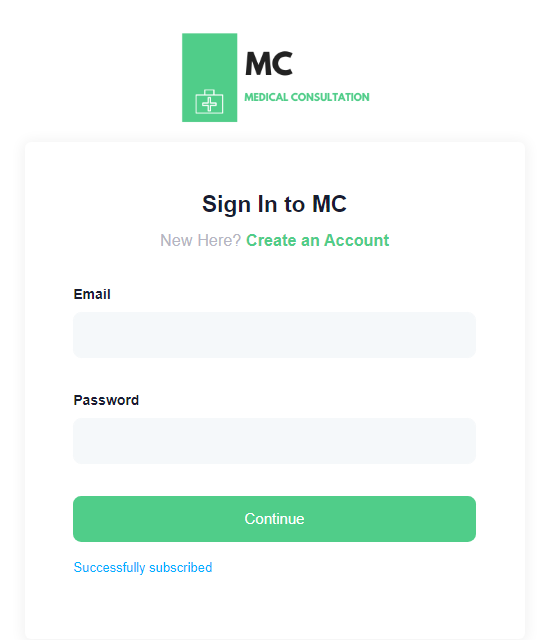 MC
MEDICAL CONSULTATION
Sign In to MC
New Here? Create an Account
Email
Password
Continue
Successfully subscribed